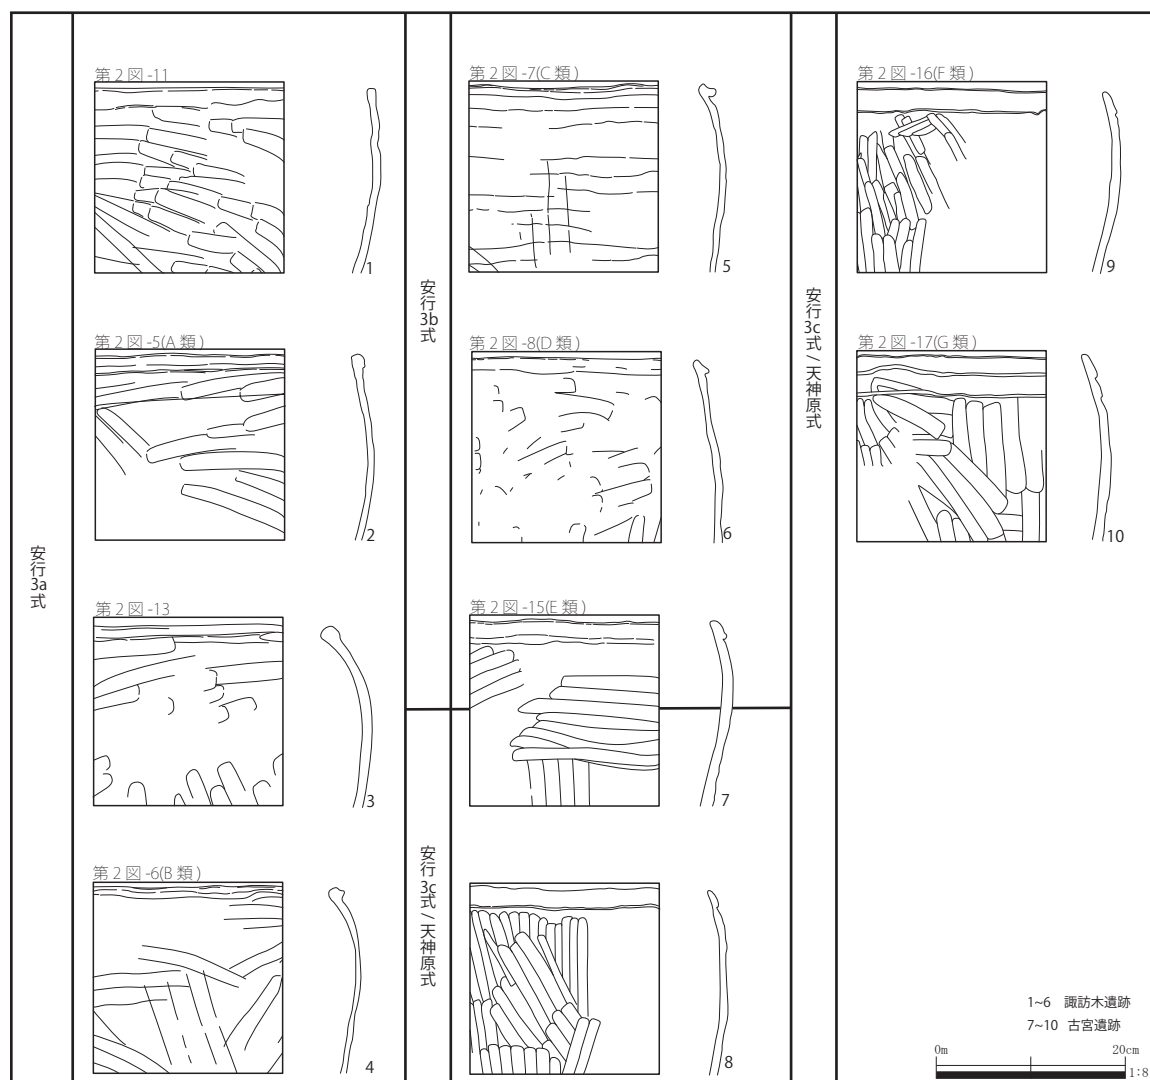 安行3a式
第2図-11
1
第2図-5(A類)
2
第2図-13
3
第2図-6(B類)
4
安行3b式
第2図-7(C類)
5
第2図-8(D類)
6
第2図-15(E類)
7
安行3c式/天神原式
8
安行3c式/天神原式
第2図-16(F類)
9
第2図-17(G類)
10
1~6 諏訪木遺跡
7~10 古宮遺跡
0m 20cm
1:8